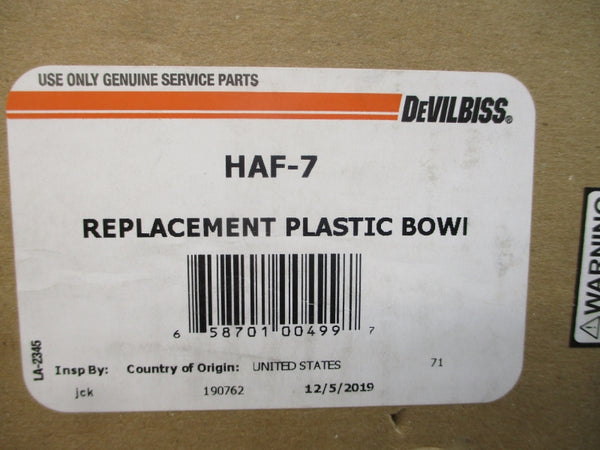 USE ONLY GENUINE SERVICE PARTS
DEVILBISS®
HAF-7
REPLACEMENT PLASTIC BOWl
6 58701 00499 7
LA-2345
Insp By: Country of Origin: UNITED STATES 71
jck 190762 12/5/2019
WARNING